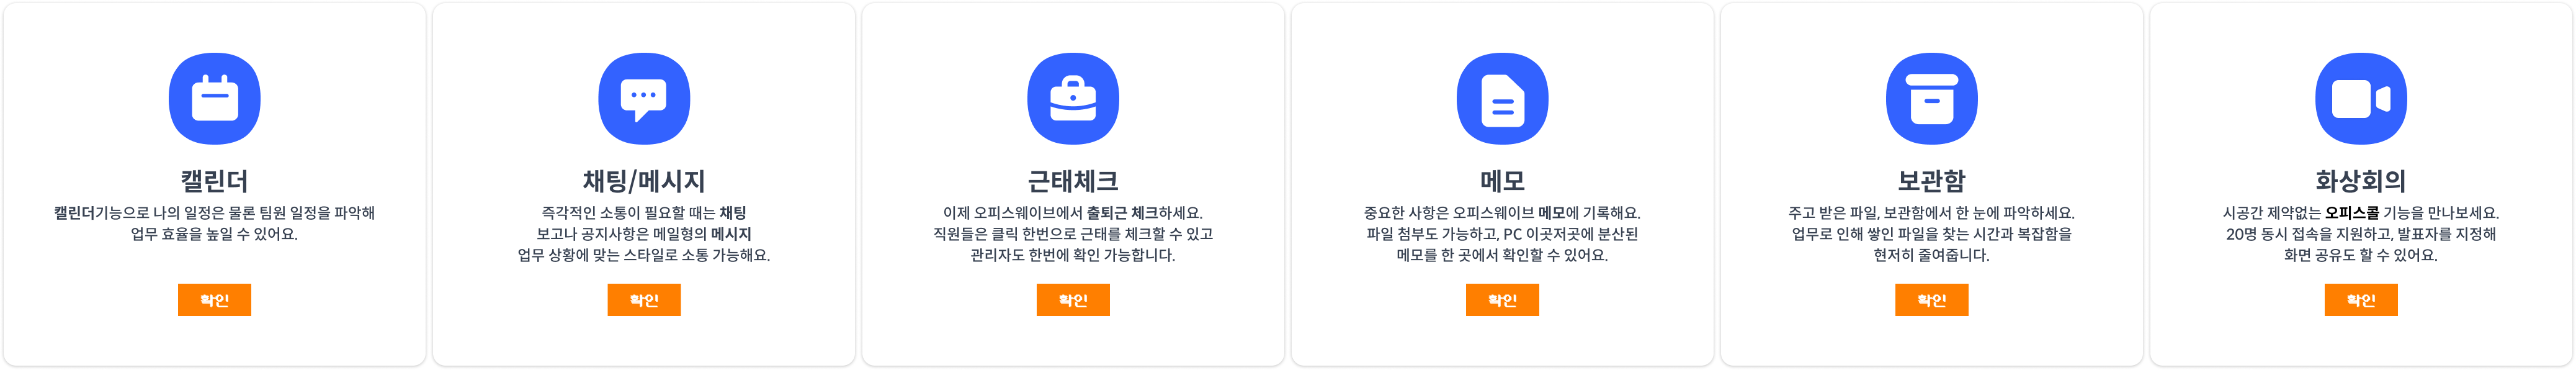 캘린더
캘린더기능으로 나의 일정은 물론 팀원 일정을 파악해
업무 효율을 높일 수 있어요.
확인
채팅/메시지
즉각적인 소통이 필요할 때는 채팅
보고나 공지사항은 메일형의 메시지
업무 상황에 맞는 스타일로 소통 가능해요.
확인
근태체크
이제 오피스웨이브에서 출퇴근 체크하세요.
직원들은 클릭 한번으로 근태를 체크할 수 있고
관리자도 한번에 확인 가능합니다.
확인
메모
중요한 사항은 오피스웨이브 메모에 기록해요.
파일 첨부도 가능하고, PC 이곳저곳에 분산된
메모를 한 곳에서 확인할 수 있어요.
확인
보관함
주고 받은 파일, 보관함에서 한 눈에 파악하세요.
업무로 인해 쌓인 파일을 찾는 시간과 복잡함을
현저히 줄여줍니다.
확인
화상회의
시공간 제약없는 오피스콜 기능을 만나보세요.
20명 동시 접속을 지원하고, 발표자를 지정해
화면 공유도 할 수 있어요.
확인